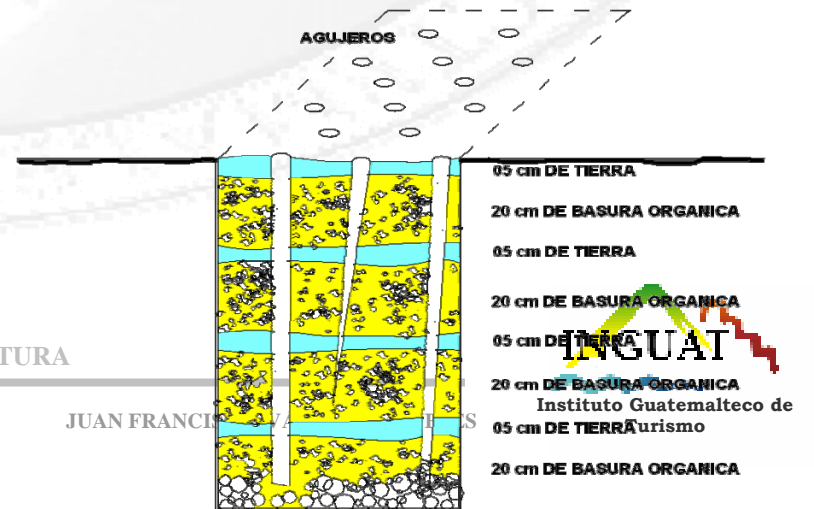 AGUJEROS
05 cm DE TIERRA
20 cm DE BASURA ORGANICA
05 cm DE TIERRA
20 cm DE BASURA ORGANICA
05 cm DE TIERRA
INGUAT
20 cm DE BASURA ORGANICA
Instituto Guatemalteco de
Turismo
05 cm DE TIERRA
20 cm DE BASURA ORGANICA
TURA
JUAN